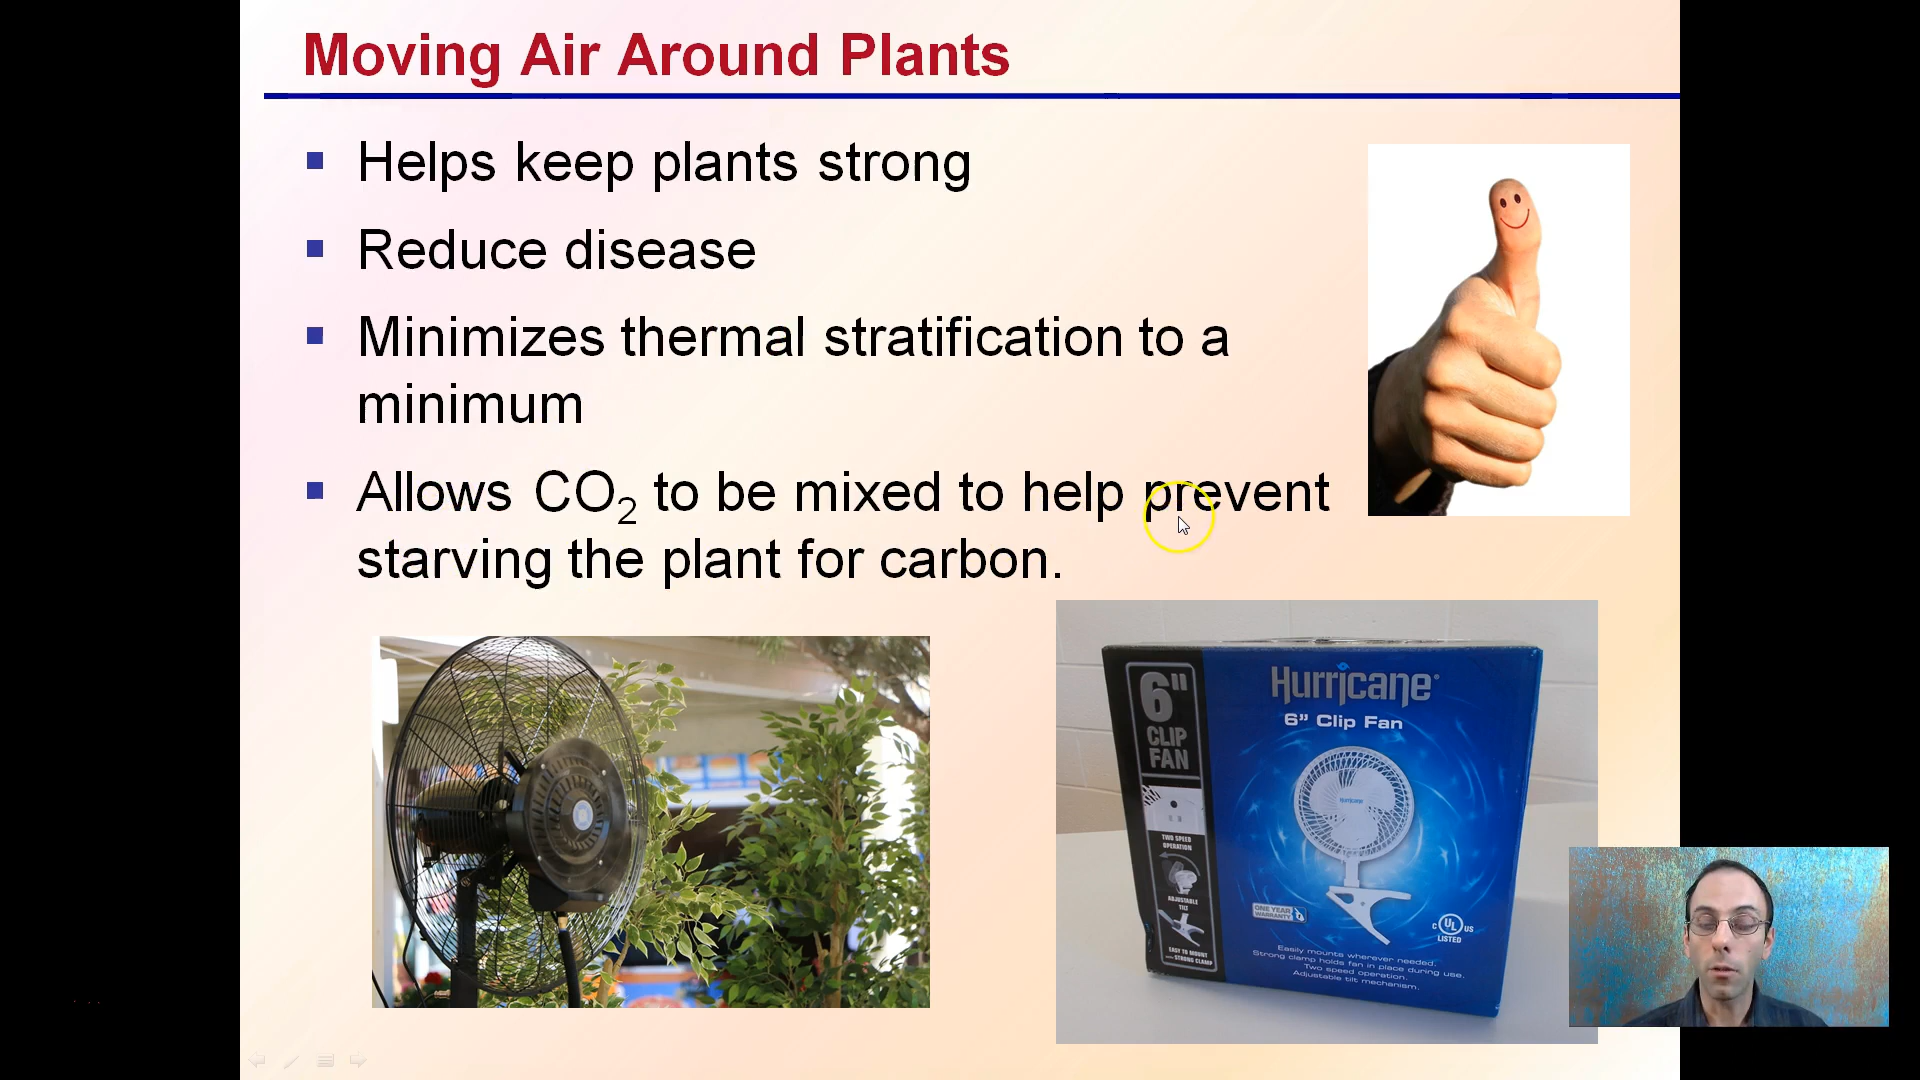 Moving Air Around Plants
Helps keep plants strong
Reduce disease
Minimizes thermal stratification to a
minimum
Allows CO₂ to be mixed to help prevent
starving the plant for carbon.
6"
CLIP
FAN
TWO SPEED
OPERATION
ADJUSTABLE
TILT
EASY TO MOUNT
STRONG CLAMP
Hurricane
6" Clip Fan
Hurricane
ONE YEAR
WARRANTY
C UL US
LISTED
Easily mounts wherever needed.
Strong clamp holds fan in place during use.
Two speed operation.
Adjustable tilt mechanism.